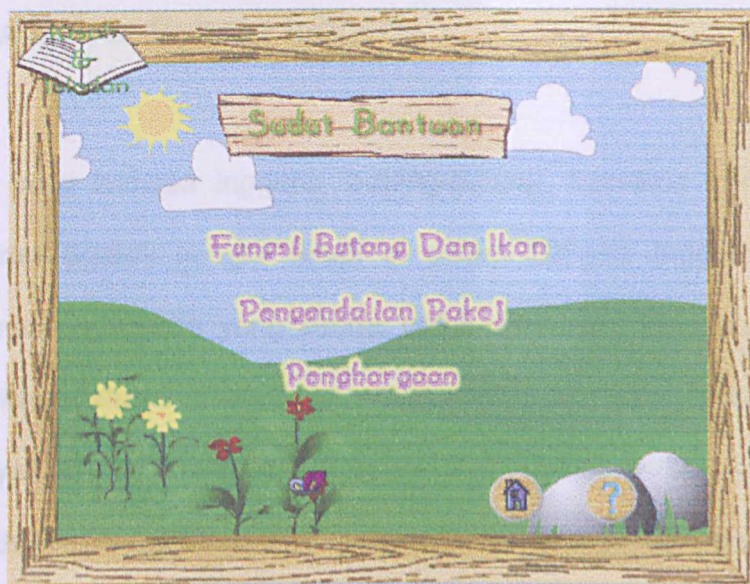 &
Sudut Bantuan
Fungsi Butang Dan Ikon
Pengendalian Pakej
Penghargaan
?